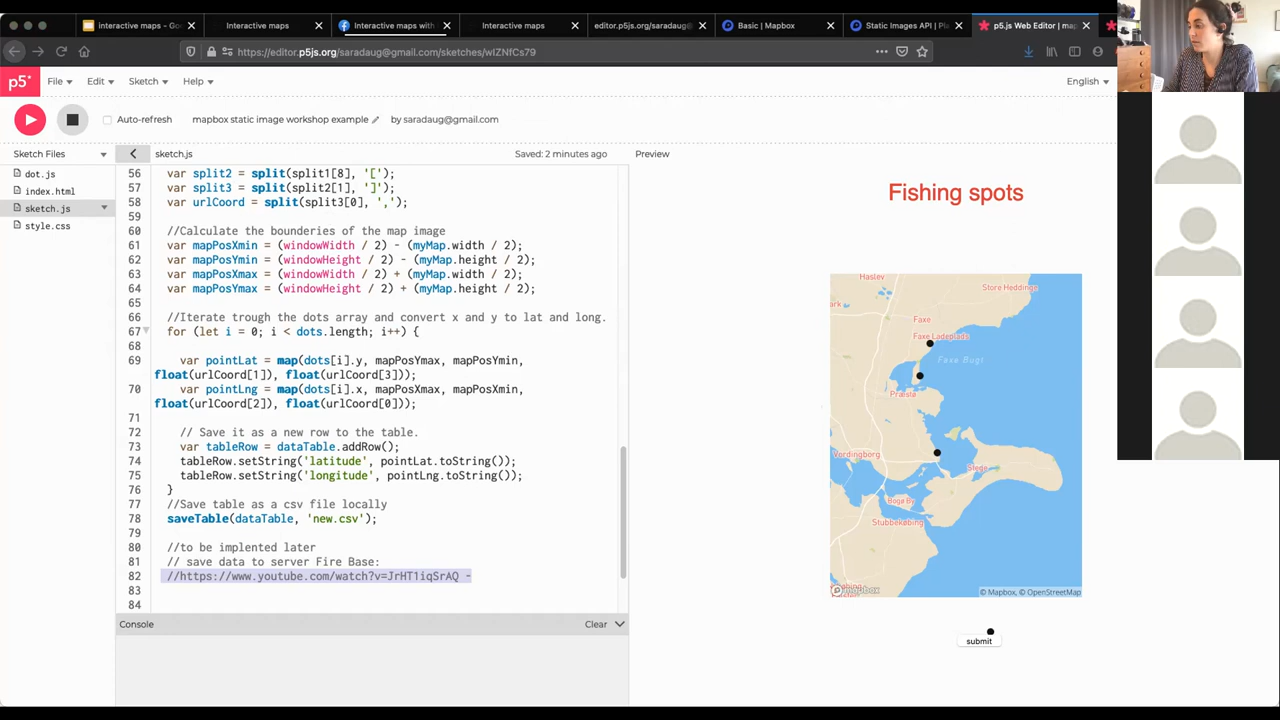 Interactive maps - Go
Interactive maps
Interactive maps with
Interactive maps
editor.p5js.org/saradaug@
Basic | Mapbox
Static Images API | Pl
p5.js Web Editor | map
https://editor.p5js.org/saradaug@gmail.com/sketches/wIZNfCs79
p5*
File
Edit
Sketch
Help
English
Auto-refresh
mapbox static image workshop example
by saradaug@gmail.com
Sketch Files
sketch.js
Saved: 2 minutes ago
Preview
dot.js
index.html
sketch.js
style.css
56 var split2 = split(split1[8], '[');
57 var split3 = split(split2[1], ']');
58 var urlCoord = split(split3[0], ',');
59
60 //Calculate the bounderies of the map image
61 var mapPosXmin = (windowWidth / 2) - (myMap.width / 2);
62 var mapPosYmin = (windowHeight / 2) - (myMap.height / 2);
63 var mapPosXmax = (windowWidth / 2) + (myMap.width / 2);
64 var mapPosYmax = (windowHeight / 2) + (myMap.height / 2);
65
66 //Iterate trough the dots array and convert x and y to lat and long.
67 for (let i = 0; i < dots.length; i++) {
68
69 var pointLat = map(dots[i].y, mapPosYmax, mapPosYmin,
float(urlCoord[1]), float(urlCoord[3]));
70 var pointLng = map(dots[i].x, mapPosXmax, mapPosXmin,
float(urlCoord[2]), float(urlCoord[0]));
71
72 // Save it as a new row to the table.
73 var tableRow = dataTable.addRow();
74 tableRow.setString('latitude', pointLat.toString());
75 tableRow.setString('longitude', pointLng.toString());
76 }
77 //Save table as a csv file locally
78 saveTable(dataTable, 'new.csv');
79
80 //to be implented later
81 // save data to server Fire Base:
82 //https://www.youtube.com/watch?v=JrHT1iqSrAQ -
83
84
Console
Clear
Fishing spots
Haslev
Store Heddinge
ark
Faxe
Faxe Ladeplads
Faxe Bugt
Præstø
Vordingborg
Stege
Bogø By
Stubbekøbing
mapbox
© Mapbox, © OpenStreetMap
submit